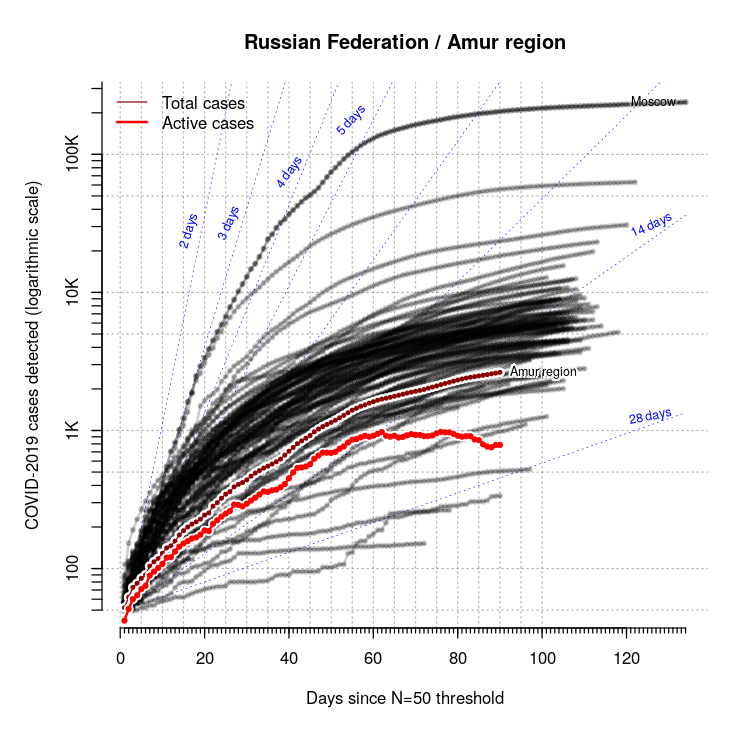 Russian Federation / Amur region
Total cases
Active cases
Moscow
2 days
3 days
4 days
5 days
14 days
28 days
Amur region
COVID-2019 cases detected (logarithmic scale)
100K
10K
1K
100
0 20 40 60 80 100 120
Days since N=50 threshold